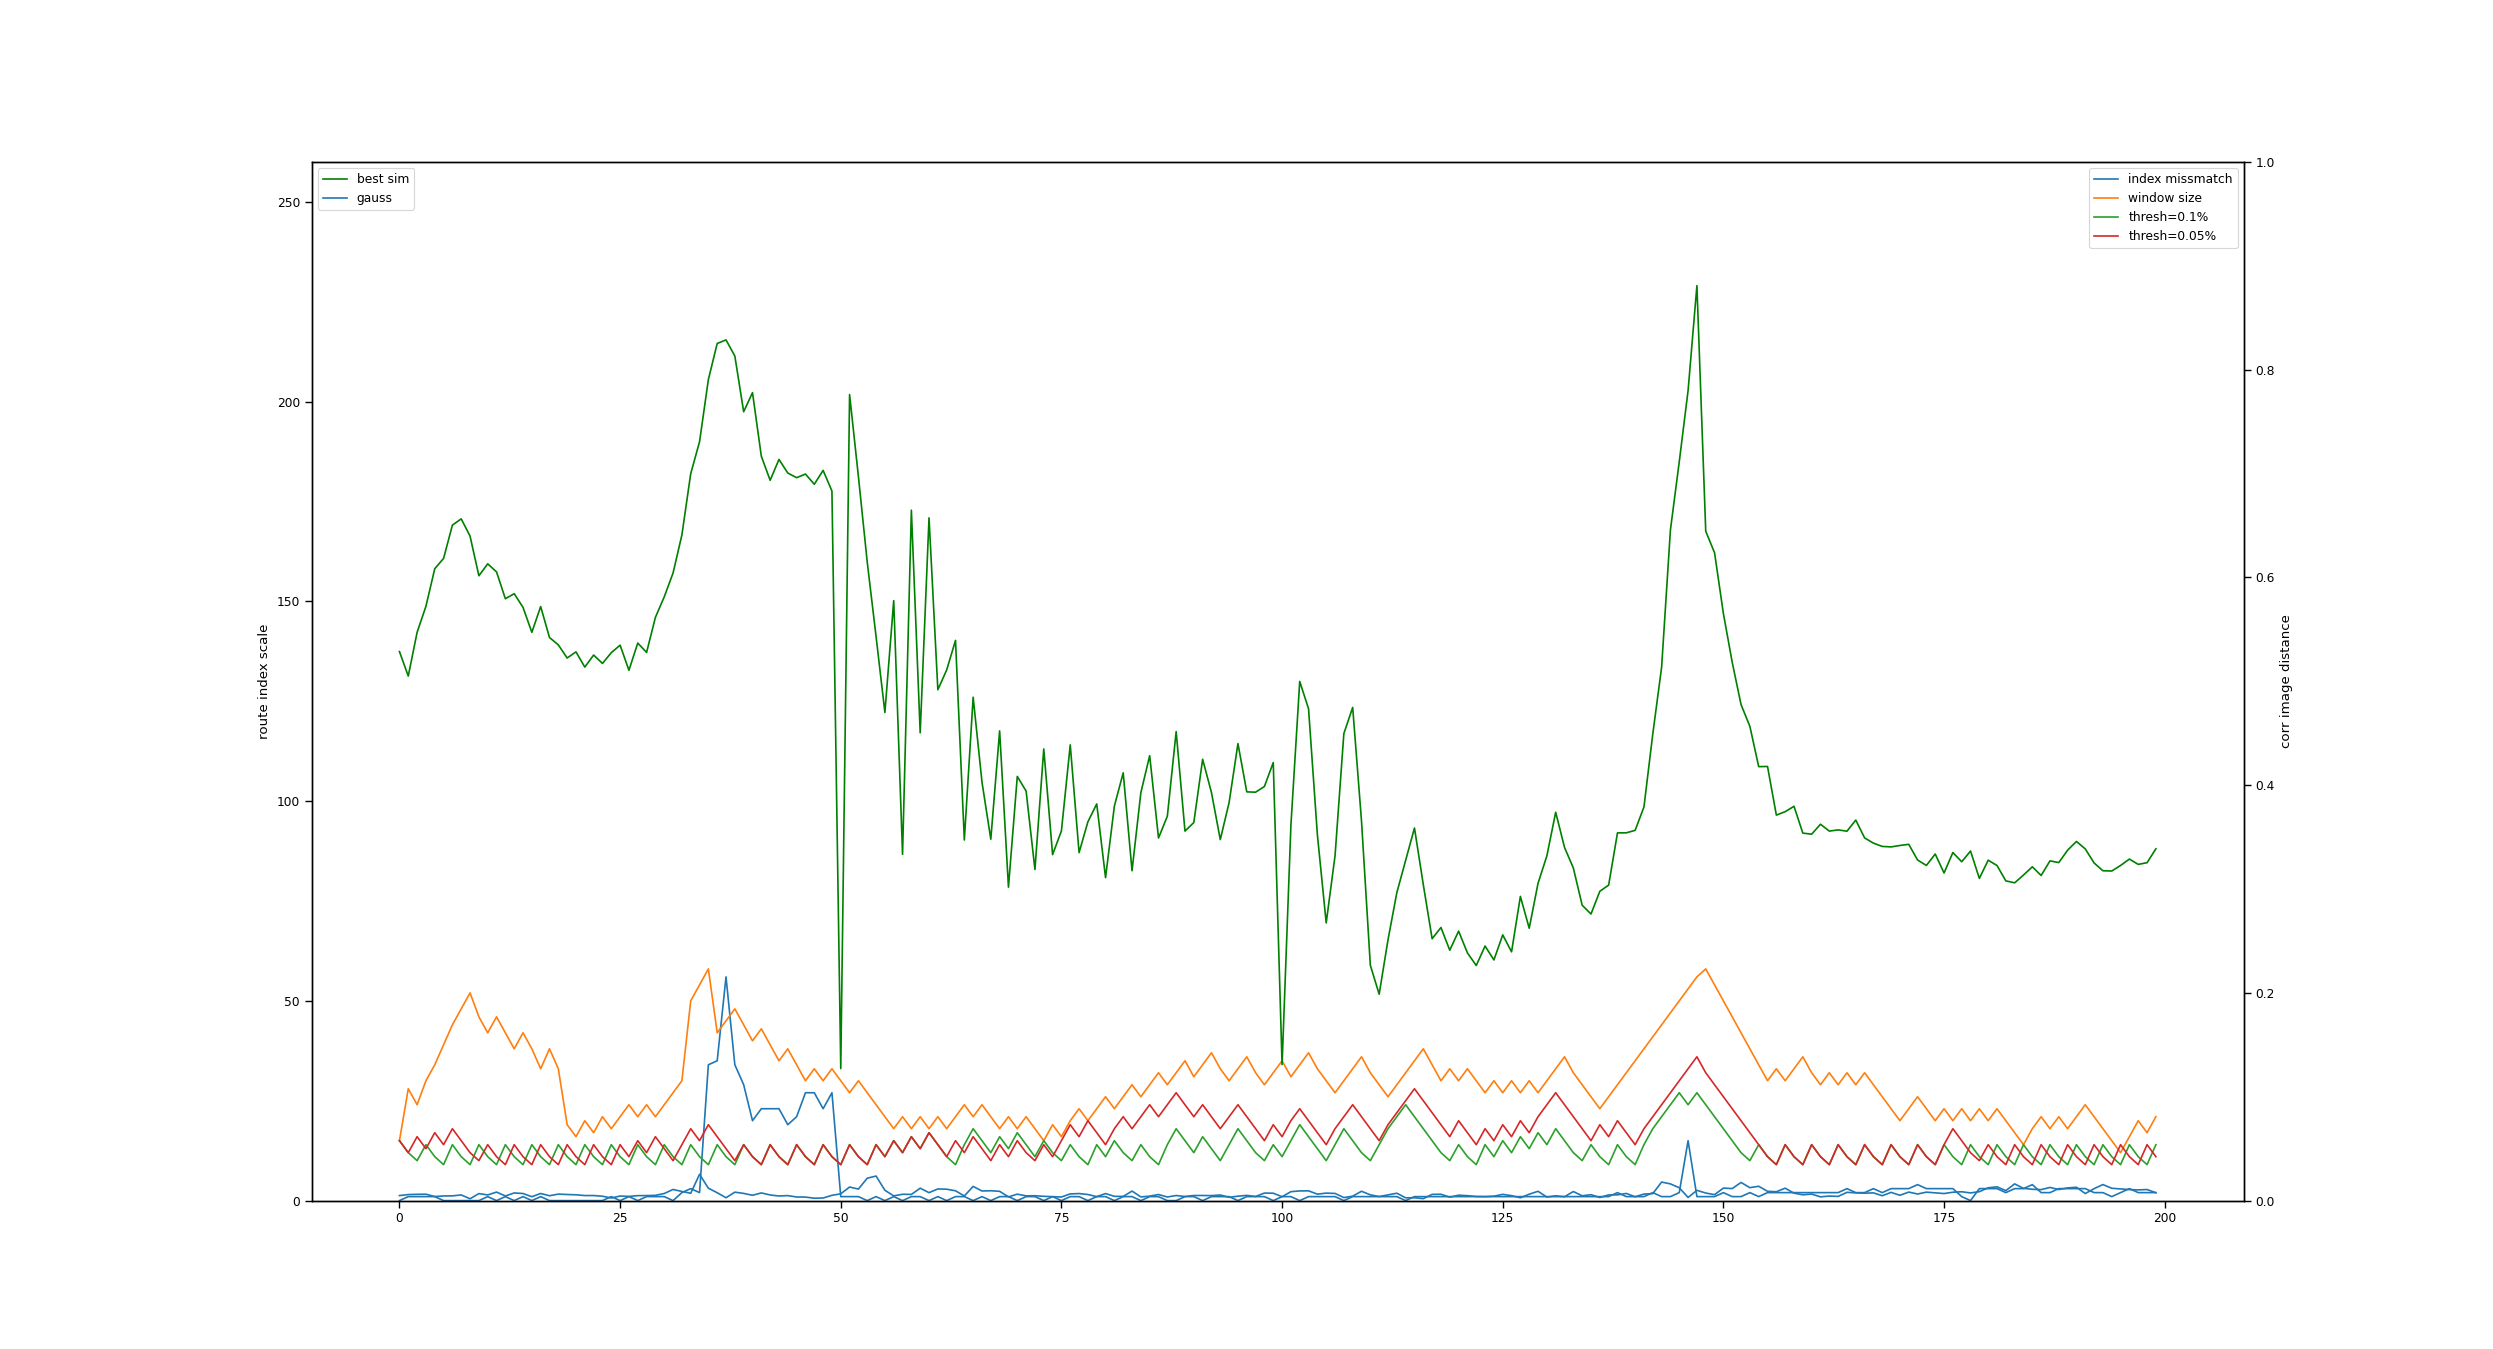 best sim
gauss
index missmatch
window size
thresh=0.1%
thresh=0.05%
route index scale
250
200
150
100
50
0
1.0
0.8
0.6
0.4
0.2
0.0
corr image distance
0 25 50 75 100 125 150 175 200